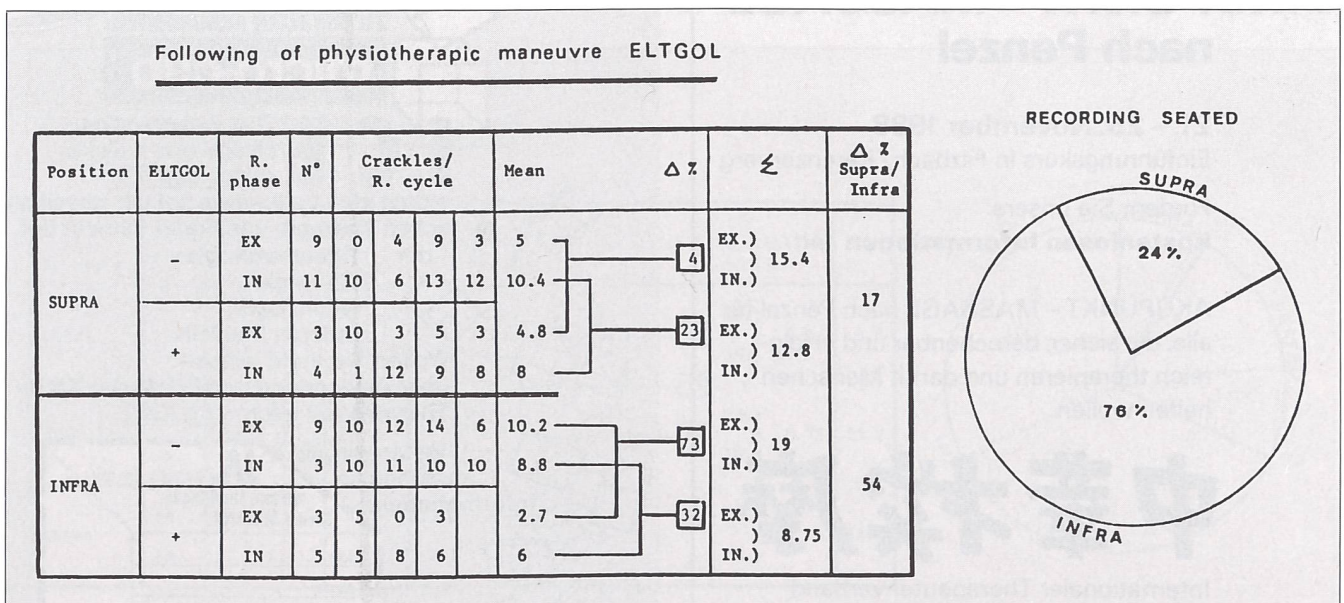 Following of physiotherapic maneuvre ELTGOL
Position ELTGOL R. phase N° Crackles/ R. cycle Mean Δ % Σ Δ % Supra/ Infra
SUPRA
-
EX 9 0 4 9 3 5
IN 11 10 6 13 12 10.4
4
EX.) ) 15.4 IN.)
17
+
EX 3 10 3 5 3 4.8
IN 4 1 12 9 8 8
23
EX.) ) 12.8 IN.)
INFRA
-
EX 9 10 12 14 6 10.2
IN 3 10 11 10 10 8.8
73
EX.) ) 19 IN.)
54
+
EX 3 5 0 3 2.7
IN 5 5 8 6 6
32
EX.) ) 8.75 IN.)
RECORDING SEATED
SUPRA
24%
76%
INFRA